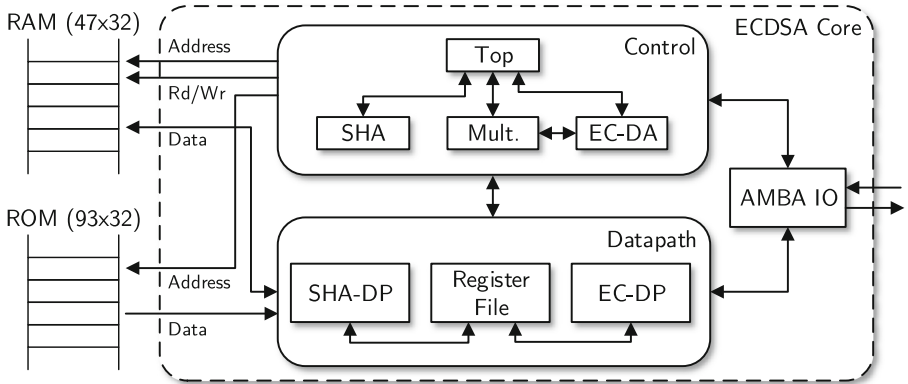 RAM (47x32)
Address
Rd/Wr
Data
ROM (93x32)
Address
Data
ECDSA Core
Control
Top
SHA
Mult.
EC-DA
AMBA IO
Datapath
SHA-DP
Register
File
EC-DP